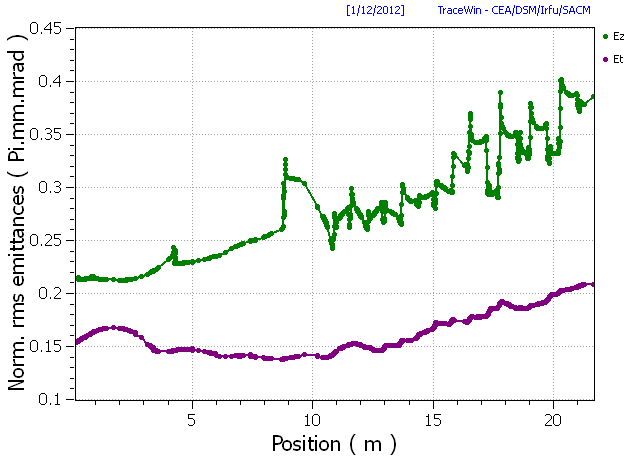 [1/12/2012] TraceWin - CEA/DSM/Irfu/SACM
Ez
Et
Norm. rms emittances ( Pi.mm.mrad )
0.45
0.4
0.35
0.3
0.25
0.2
0.15
0.1
5 10 15 20
Position ( m )